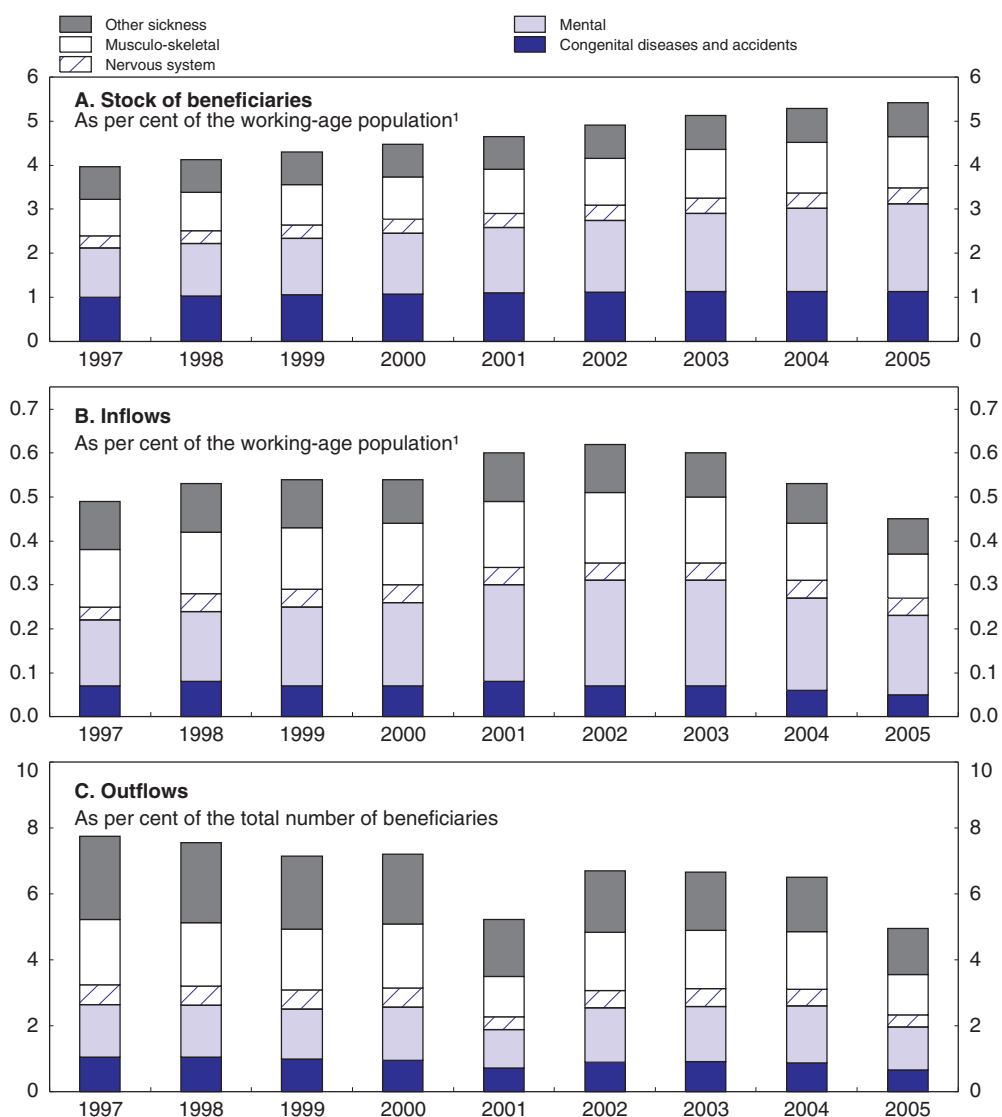 Other sickness
Musculo-skeletal
Nervous system
Mental
Congenital diseases and accidents
6 6
A. Stock of beneficiaries
As per cent of the working-age population¹
5 5
4 4
3 3
2 2
1 1
0 0
1997 1998 1999 2000 2001 2002 2003 2004 2005
0.7 0.7
B. Inflows
As per cent of the working-age population¹
0.6 0.6
0.5 0.5
0.4 0.4
0.3 0.3
0.2 0.2
0.1 0.1
0.0 0.0
1997 1998 1999 2000 2001 2002 2003 2004 2005
10 10
C. Outflows
As per cent of the total number of beneficiaries
8 8
6 6
4 4
2 2
0 0
1997 1998 1999 2000 2001 2002 2003 2004 2005